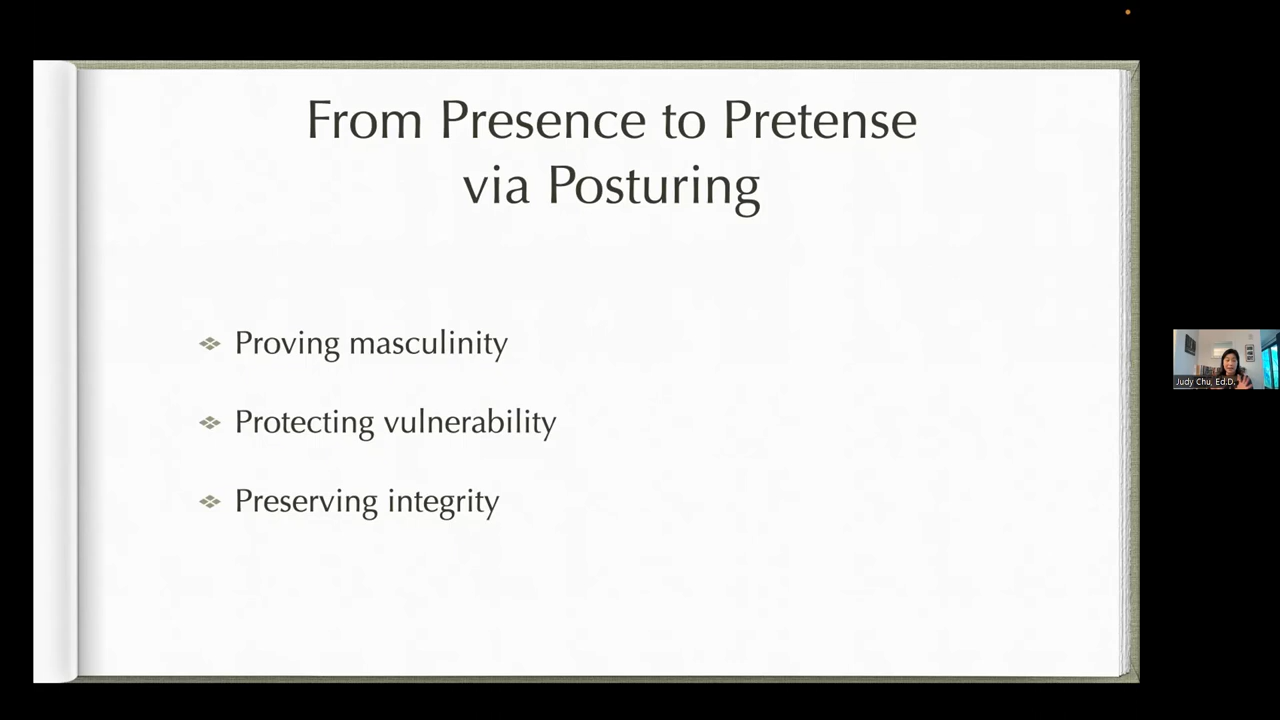 From Presence to Pretense
via Posturing
Proving masculinity
Protecting vulnerability
Preserving integrity
Judy Chu, Ed.D.